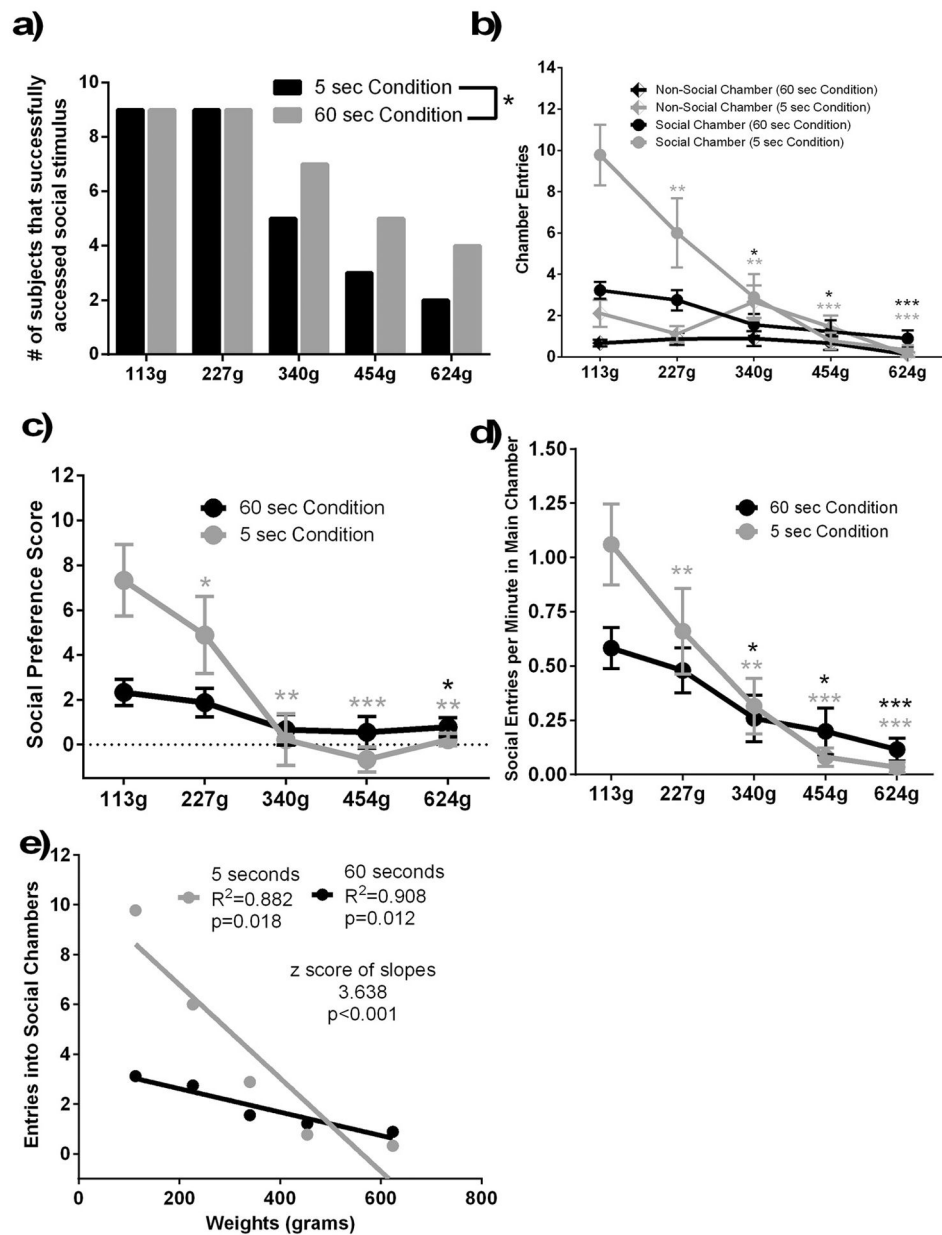 a)
# of subjects that successfully
accessed social stimulus
10
8
6
4
2
0
5 sec Condition
60 sec Condition
*
113g 227g 340g 454g 624g
b)
Chamber Entries
14
12
10
8
6
4
2
0
Non-Social Chamber (60 sec Condition)
Non-Social Chamber (5 sec Condition)
Social Chamber (60 sec Condition)
Social Chamber (5 sec Condition)
**
*
**
*
***
***
***
113g 227g 340g 454g 624g
c)
Social Preference Score
12
10
8
6
4
2
0
60 sec Condition
5 sec Condition
*
**
***
*
**
113g 227g 340g 454g 624g
d)
Social Entries per Minute in Main Chamber
1.50
1.25
1.00
0.75
0.50
0.25
0.00
60 sec Condition
5 sec Condition
**
*
**
*
***
***
***
113g 227g 340g 454g 624g
e)
Entries into Social Chambers
12
10
8
6
4
2
0
5 seconds
R²=0.882
p=0.018
60 seconds
R²=0.908
p=0.012
z score of slopes
3.638
p<0.001
0 200 400 600 800
Weights (grams)